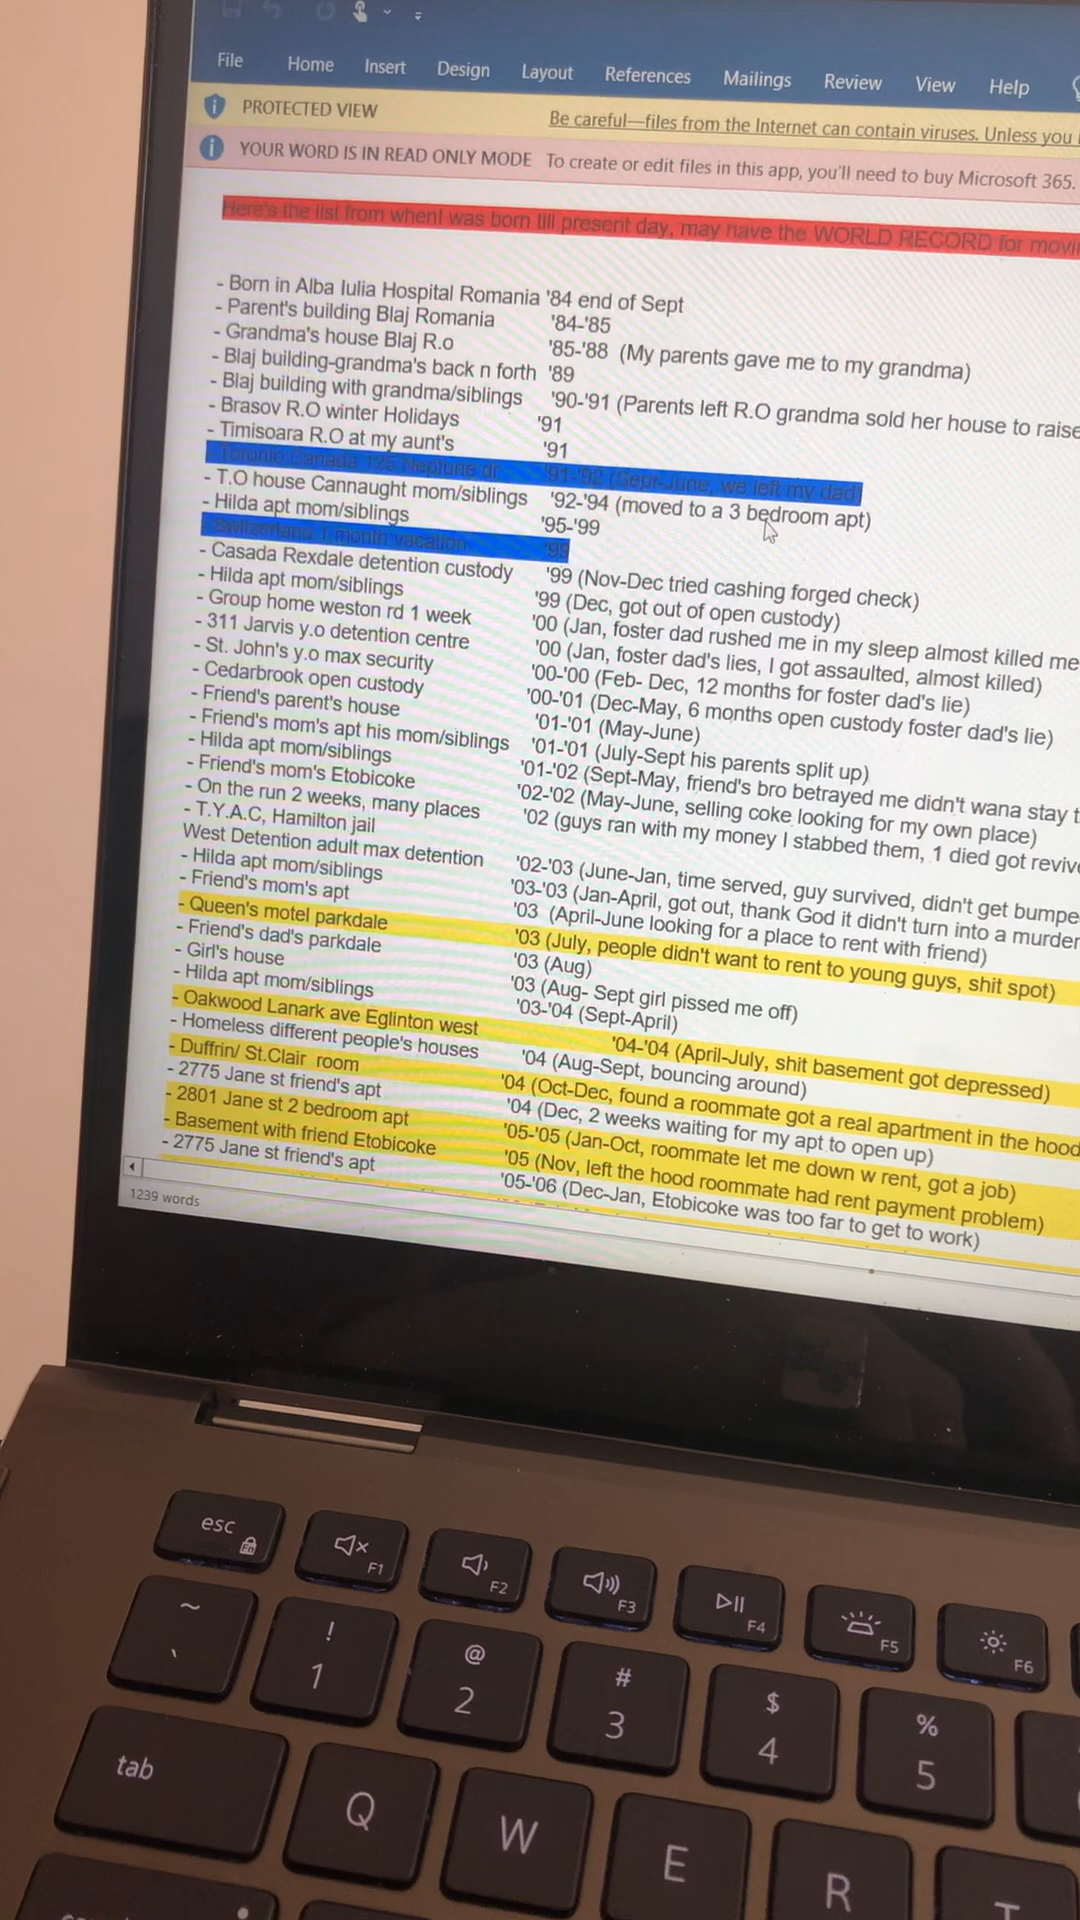 File Home Insert Design Layout References Mailings Review View Help
PROTECTED VIEW Be careful—files from the Internet can contain viruses. Unless you
YOUR WORD IS IN READ ONLY MODE To create or edit files in this app, you'll need to buy Microsoft 365.
Here's the list from whenI was born till present day, may have the WORLD RECORD for movin
- Born in Alba Iulia Hospital Romania '84 end of Sept
- Parent's building Blaj Romania '84-'85
- Grandma's house Blaj R.o '85-'88 (My parents gave me to my grandma)
- Blaj building-grandma's back n forth '89
- Blaj building with grandma/siblings '90-'91 (Parents left R.O grandma sold her house to raise
- Brasov R.O winter Holidays '91
- Timisoara R.O at my aunt's '91
- Toronto Canada 125 Neptune dr '91-'92 (Sept-June, we left my dad)
- T.O house Cannaught mom/siblings '92-'94 (moved to a 3 bedroom apt)
- Hilda apt mom/siblings '95-'99
- Switzerland 1 month vacation '99
- Casada Rexdale detention custody '99 (Nov-Dec tried cashing forged check)
- Hilda apt mom/siblings '99 (Dec, got out of open custody)
- Group home weston rd 1 week '00 (Jan, foster dad rushed me in my sleep almost killed me
- 311 Jarvis y.o detention centre '00 (Jan, foster dad's lies, I got assaulted, almost killed)
- St. John's y.o max security '00-'00 (Feb- Dec, 12 months for foster dad's lie)
- Cedarbrook open custody '00-'01 (Dec-May, 6 months open custody foster dad's lie)
- Friend's parent's house '01-'01 (May-June)
- Friend's mom's apt his mom/siblings '01-'01 (July-Sept his parents split up)
- Hilda apt mom/siblings '01-'02 (Sept-May, friend's bro betrayed me didn't wana stay t
- Friend's mom's Etobicoke '02-'02 (May-June, selling coke looking for my own place)
- On the run 2 weeks, many places '02 (guys ran with my money I stabbed them, 1 died got revive
- T.Y.A.C, Hamilton jail
West Detention adult max detention '02-'03 (June-Jan, time served, guy survived, didn't get bumpe
- Hilda apt mom/siblings '03-'03 (Jan-April, got out, thank God it didn't turn into a murder
- Friend's mom's apt '03 (April-June looking for a place to rent with friend)
- Queen's motel parkdale '03 (July, people didn't want to rent to young guys, shit spot)
- Friend's dad's parkdale '03 (Aug)
- Girl's house '03 (Aug- Sept girl pissed me off)
- Hilda apt mom/siblings '03-'04 (Sept-April)
- Oakwood Lanark ave Eglinton west '04-'04 (April-July, shit basement got depressed)
- Homeless different people's houses '04 (Aug-Sept, bouncing around)
- Duffrin/ St.Clair room '04 (Oct-Dec, found a roommate got a real apartment in the hood
- 2775 Jane st friend's apt '04 (Dec, 2 weeks waiting for my apt to open up)
- 2801 Jane st 2 bedroom apt '05-'05 (Jan-Oct, roommate let me down w rent, got a job)
- Basement with friend Etobicoke '05 (Nov, left the hood roommate had rent payment problem)
- 2775 Jane st friend's apt '05-'06 (Dec-Jan, Etobicoke was too far to get to work)
1239 words
esc F1 F2 F3 F4 F5 F6
~ ` ! 1 @ 2 # 3 $ 4 % 5
tab Q W E R T